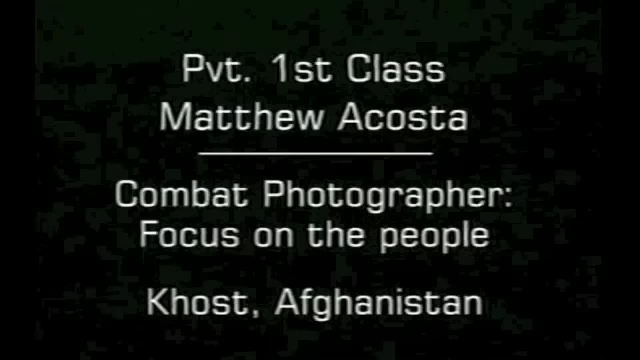 Pvt. 1st Class
Matthew Acosta
Combat Photographer:
Focus on the people
Khost, Afghanistan